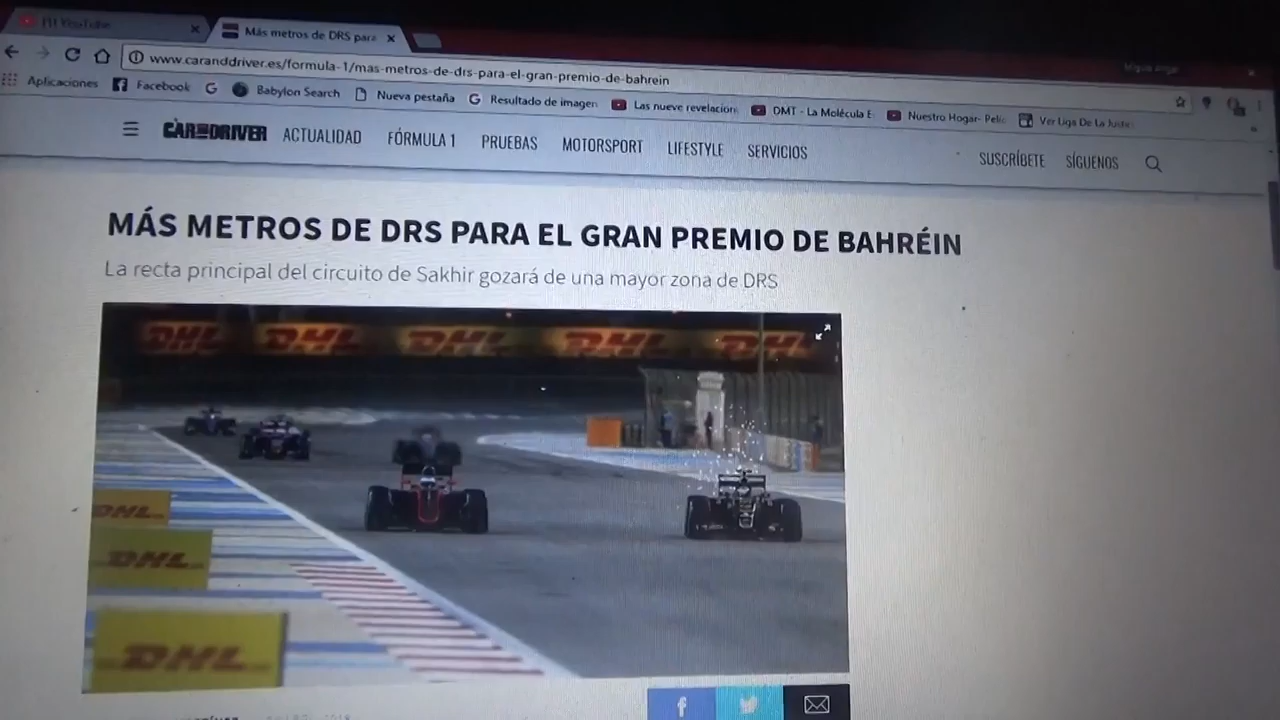 YouTube
Más metros de DRS para
www.caranddriver.es/formula-1/mas-metros-de-drs-para-el-gran-premio-de-bahrein
Aplicaciones Facebook Babylon Search Nueva pestaña Resultado de imagen Las nueve revelacion DMT - La Molécula E Nuestro Hogar- Pelic Ver Liga De La Justic
CAR AND DRIVER ACTUALIDAD FÓRMULA 1 PRUEBAS MOTORSPORT LIFESTYLE SERVICIOS SUSCRÍBETE SÍGUENOS
MÁS METROS DE DRS PARA EL GRAN PREMIO DE BAHRÉIN
La recta principal del circuito de Sakhir gozará de una mayor zona de DRS
DHL DHL DHL DHL DHL
DHL
DHL
DHL